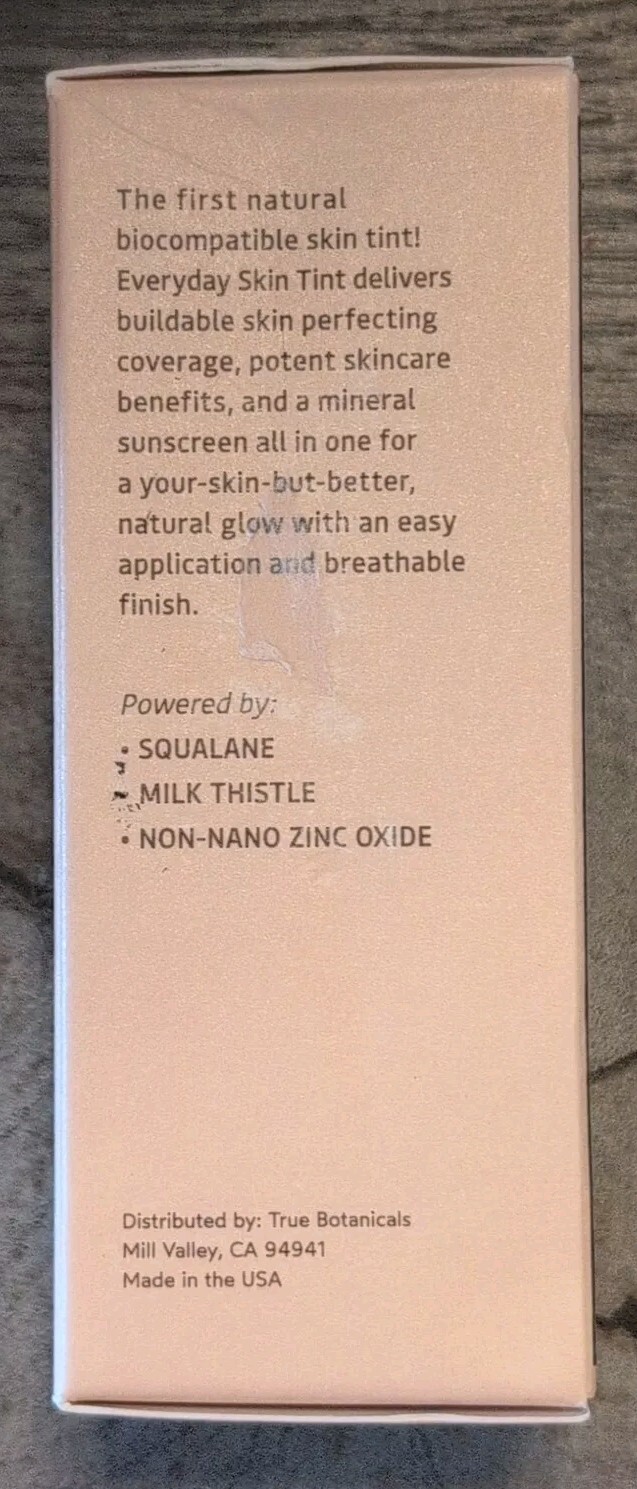 The first natural
biocompatible skin tint!
Everyday Skin Tint delivers
buildable skin perfecting
coverage, potent skincare
benefits, and a mineral
sunscreen all in one for
a your-skin-but-better,
natural glow with an easy
application and breathable
finish.
Powered by:
• SQUALANE
• MILK THISTLE
• NON-NANO ZINC OXIDE
Distributed by: True Botanicals
Mill Valley, CA 94941
Made in the USA